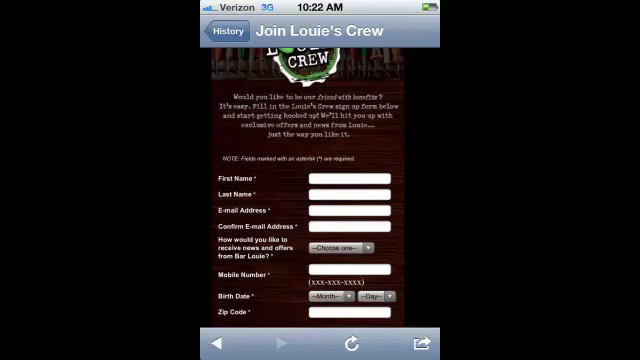 Verizon 3G 10:22 AM
History Join Louie's Crew
CREW
Would you like to be our friend with benefits?
It's easy. Fill in the Louie's Crew sign up form below
and start getting hooked up! We'll hit you up with
exclusive offers and news from Louie...
just the way you like it.
NOTE: Fields marked with an asterisk (*) are required
First Name *
Last Name *
E-mail Address *
Confirm E-mail Address *
How would you like to
receive news and offers
from Bar Louie? *
--Choose one--
Mobile Number *
(xxx-xxx-xxxx)
Birth Date * --Month-- --Day--
Zip Code *